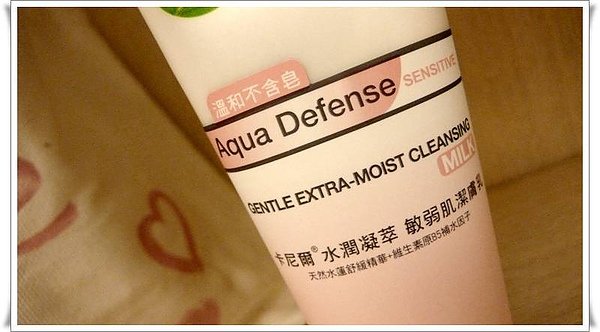 溫和不含皂
Aqua Defense SENSITIVE
GENTLE EXTRA-MOIST CLEANSING
MILK
卡尼爾® 水潤凝萃 敏弱肌潔膚乳
天然水蓮舒緩精華+維生素原B5補水因子